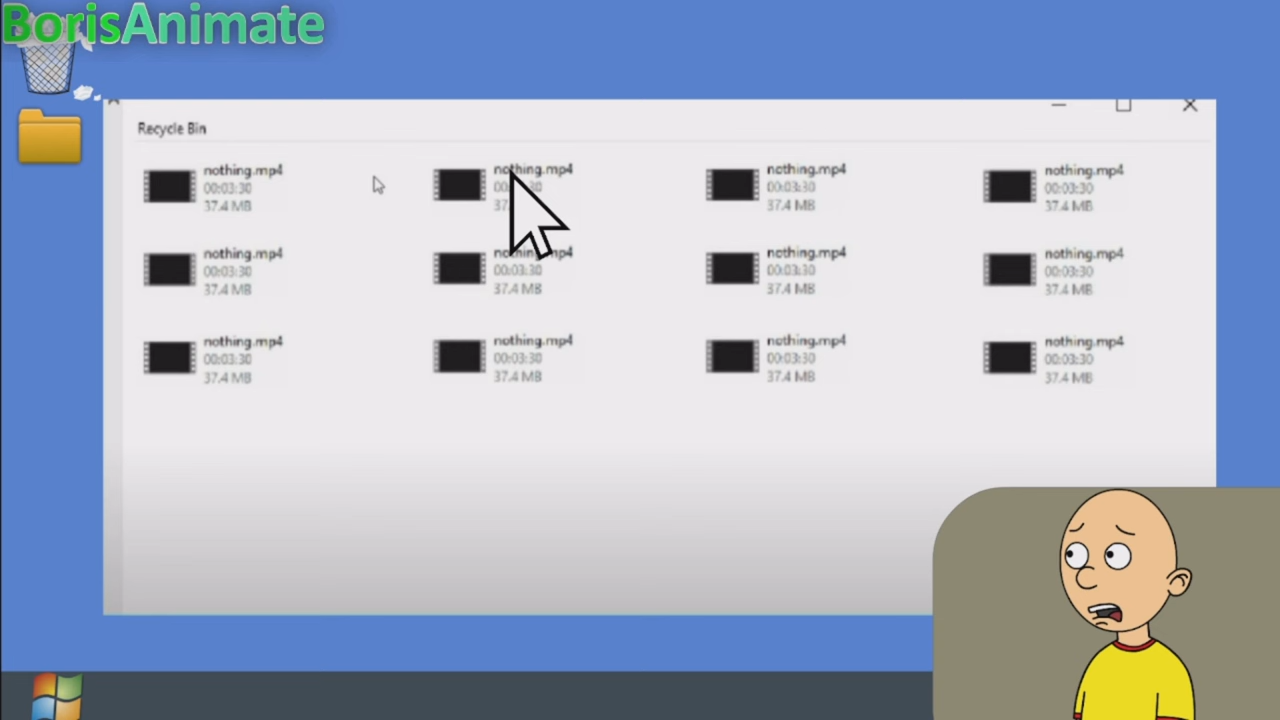 BorisAnimate
Recycle Bin
nothing.mp4 nothing.mp4 nothing.mp4 nothing.mp4
00:03:30 00:03:30 00:03:30
37.4 MB 37.4 MB 37.4 MB
nothing.mp4 nothing.mp4 nothing.mp4 nothing.mp4
00:03:30 00:03:30 00:03:30 00:03:30
37.4 MB 37.4 MB 37.4 MB 37.4 MB
nothing.mp4 nothing.mp4 nothing.mp4 nothing.mp4
00:03:30 00:03:30 00:03:30 00:03:30
37.4 MB 37.4 MB 37.4 MB 37.4 MB